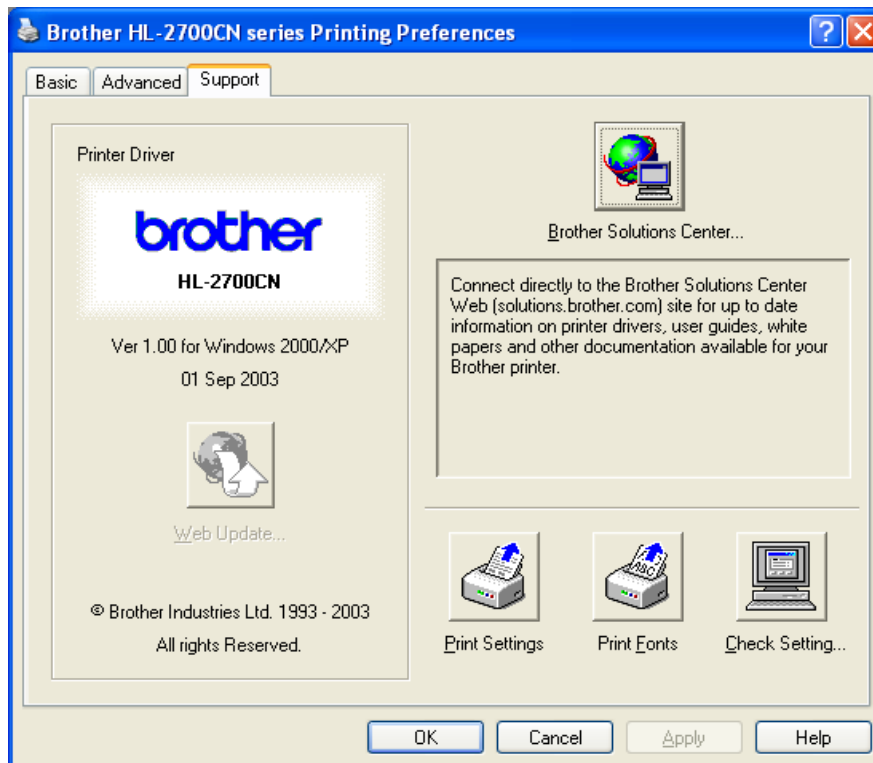 Brother HL-2700CN series Printing Preferences
Basic
Advanced
Support
Printer Driver
brother
HL-2700CN
Ver 1.00 for Windows 2000/XP
01 Sep 2003
Web Update...
© Brother Industries Ltd. 1993 - 2003
All rights Reserved.
Brother Solutions Center...
Connect directly to the Brother Solutions Center
Web (solutions.brother.com) site for up to date
information on printer drivers, user guides, white
papers and other documentation available for your
Brother printer.
ABC
Print Settings
Print Fonts
Check Setting...
OK
Cancel
Apply
Help